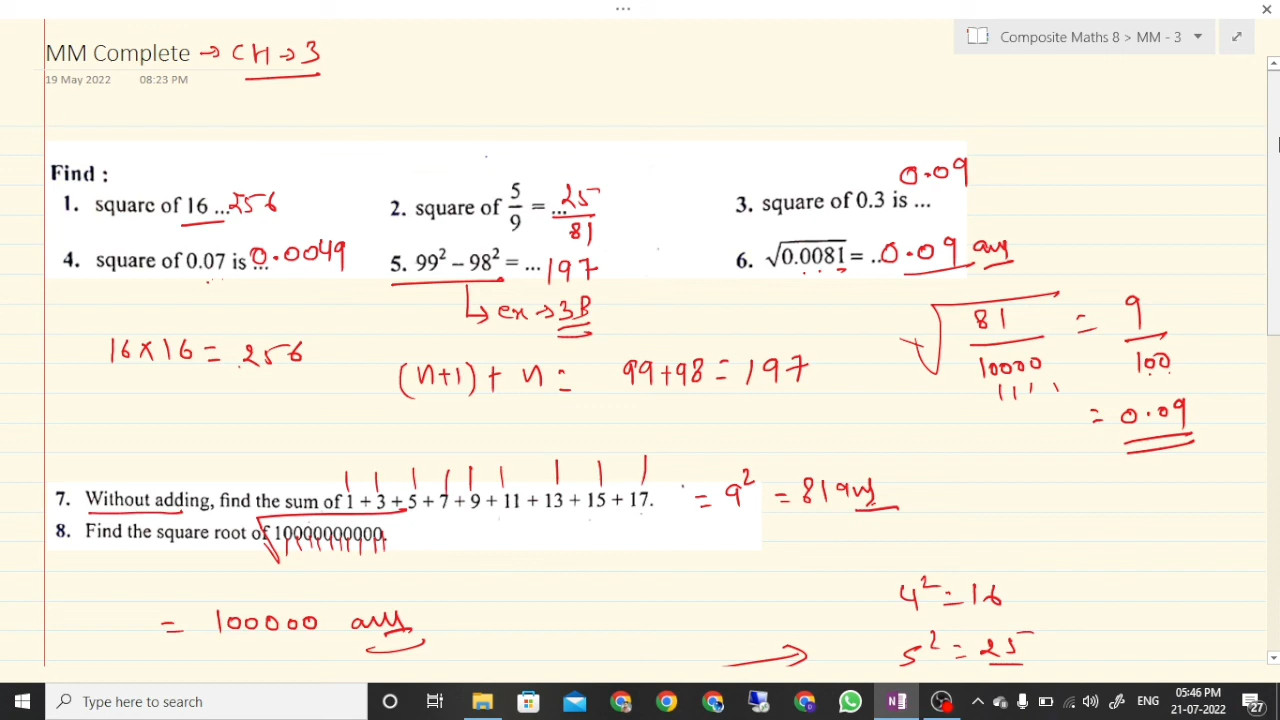 MM Complete → CH → 3
Composite Maths 8 > MM - 3
19 May 2022 08:23 PM
Find :
1. square of 16 ... 256
2. square of 5/9 = ... 25/81
3. square of 0.3 is ... 0.09
4. square of 0.07 is ... 0.0049
5. 99² – 98² = ... 197
6. √0.0081 = .. 0.09 ans
↳ ex → 3B
16 × 16 = 256
(n+1) + n = 99+98 = 197
√81/10000 = 9/100
= 0.09
7. Without adding, find the sum of 1 + 3 + 5 + 7 + 9 + 11 + 13 + 15 + 17. = 9² = 81 ans
8. Find the square root of 10000000000.
= 100000 ans
4² = 16
5² = 25
Type here to search
ENG
05:46 PM
21-07-2022
27